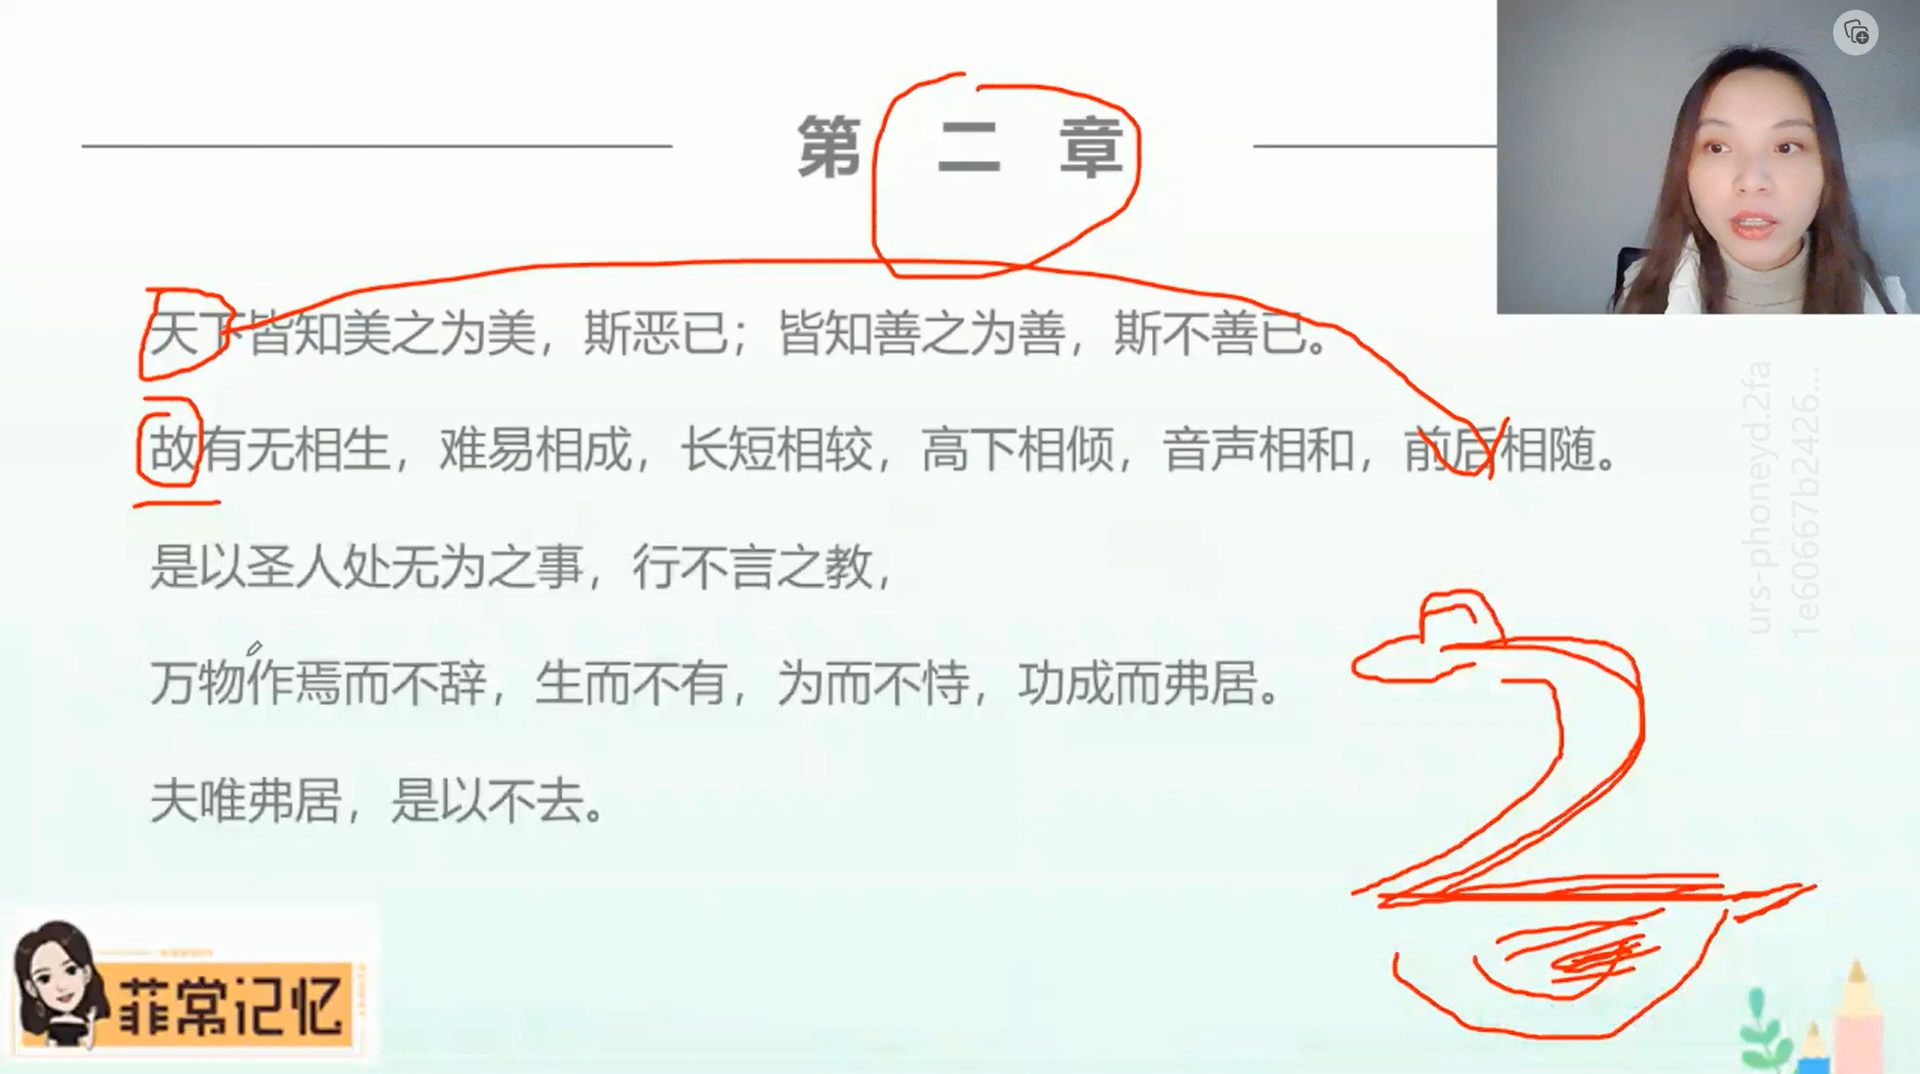 第二章
天下皆知美之为美，斯恶已；皆知善之为善，斯不善已。
故有无相生，难易相成，长短相较，高下相倾，音声相和，前后相随。
是以圣人处无为之事，行不言之教，
万物作焉而不辞，生而不有，为而不恃，功成而弗居。
夫唯弗居，是以不去。
菲常记忆
urs-phoneyd.2fa
1e60667b2426...